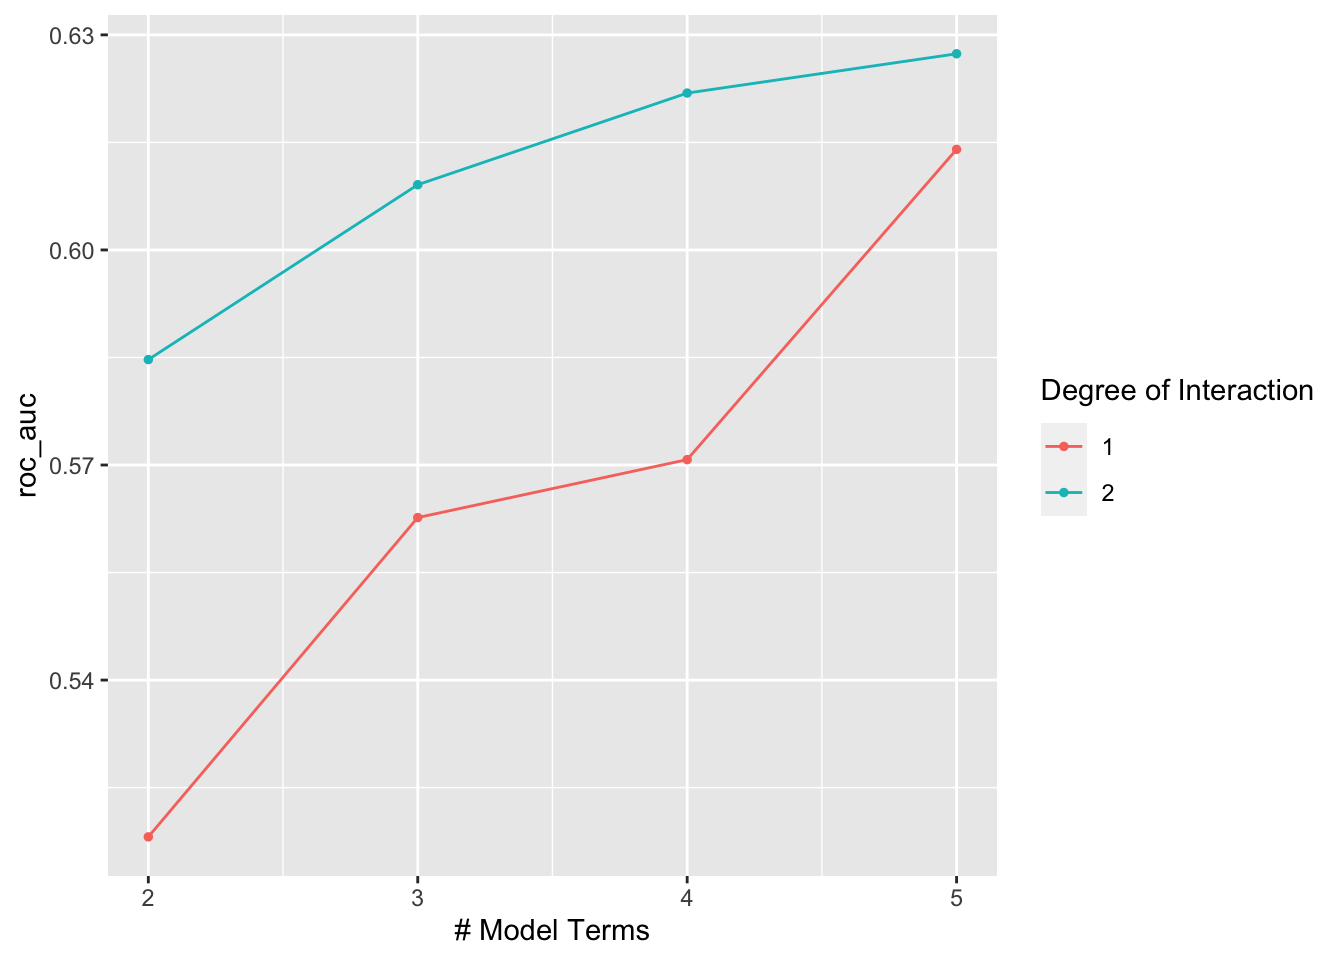 0.63
0.60
0.57
0.54
roc_auc
2 3 4 5
# Model Terms
Degree of Interaction
1
2